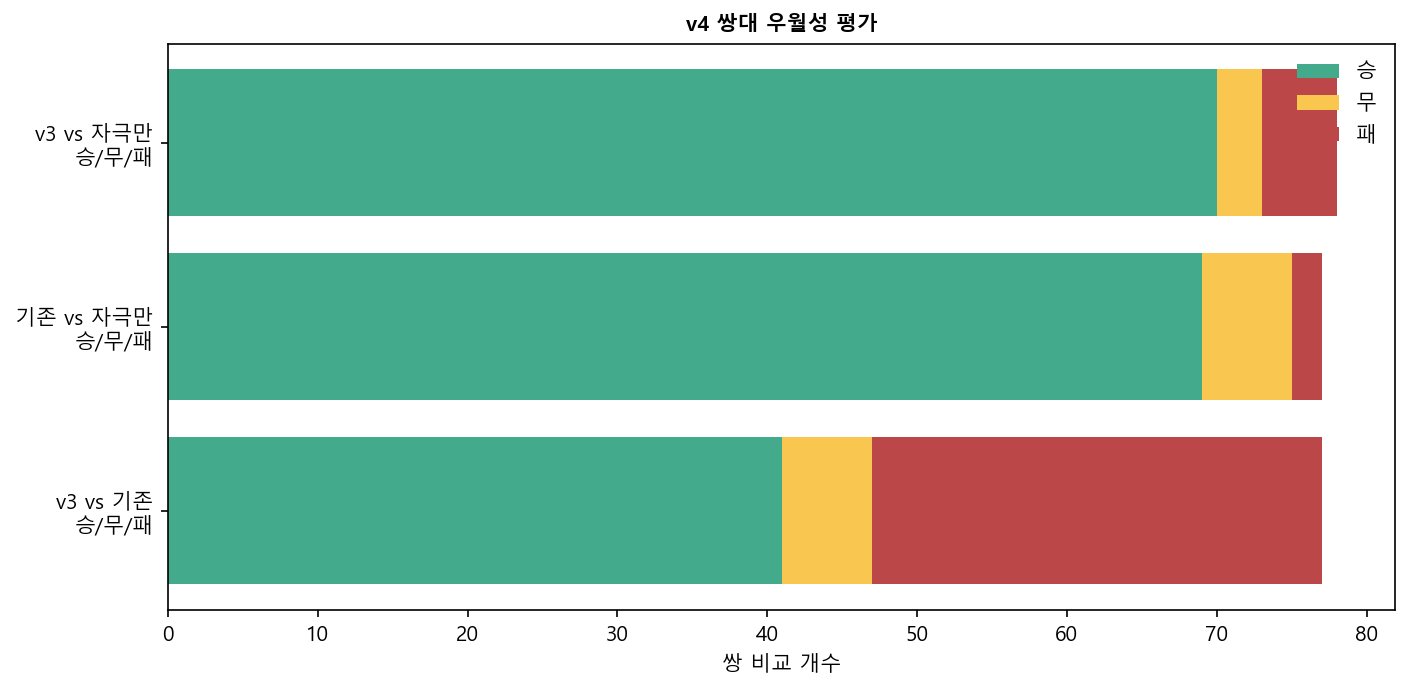 v4 쌍대 우월성 평가
승
무
패
v3 vs 자극만
승/무/패
기존 vs 자극만
승/무/패
v3 vs 기존
승/무/패
0 10 20 30 40 50 60 70 80
쌍 비교 개수